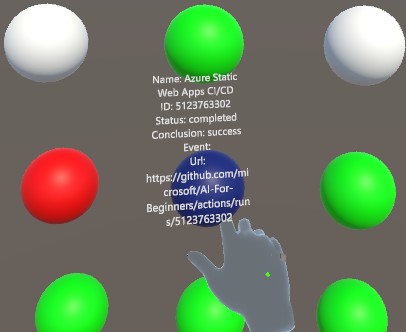 Name: Azure Static
Web Apps CI/CD
ID: 5123763302
Status: completed
Conclusion: success
Event:
Url:
https://github.com/mi
crosoft/AI-For-
Beginners/actions/run
s/5123763302